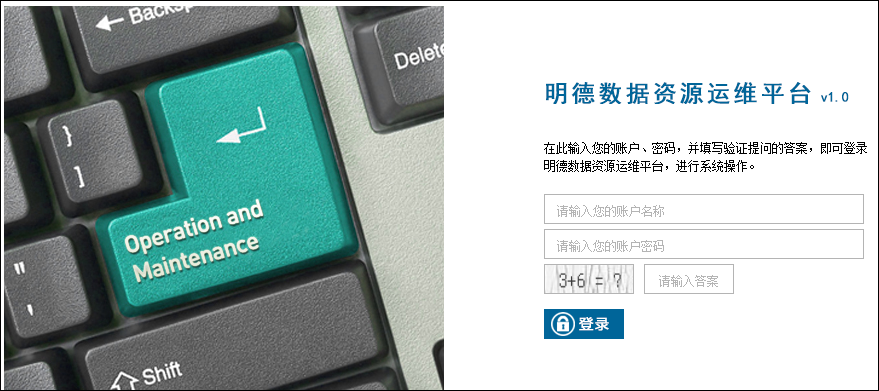 ← Backsp
Delete
}
]
Operation and
Maintenance
"
'
Shift
明德数据资源运维平台 v1.0
在此输入您的账户、密码，并填写验证提问的答案，即可登录
明德数据资源运维平台，进行系统操作。
请输入您的账户名称
请输入您的账户密码
3+6 = ?
请输入答案
登录